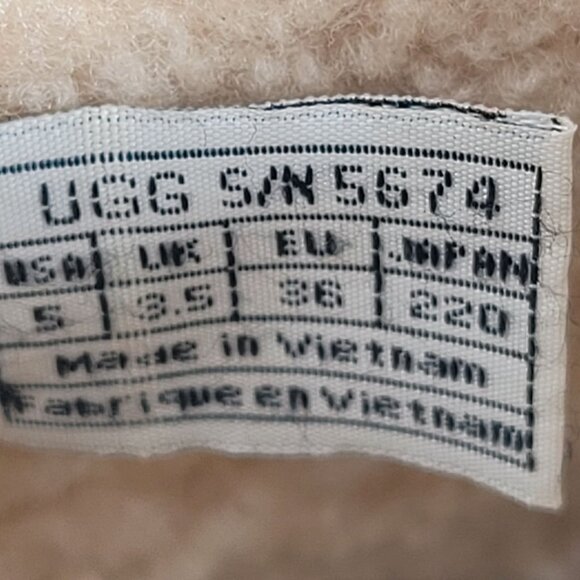 UGG S/N 5674
USA UK EU JAPAN
5 3.5 36 220
Made in Vietnam
Fabrique en Vietnam